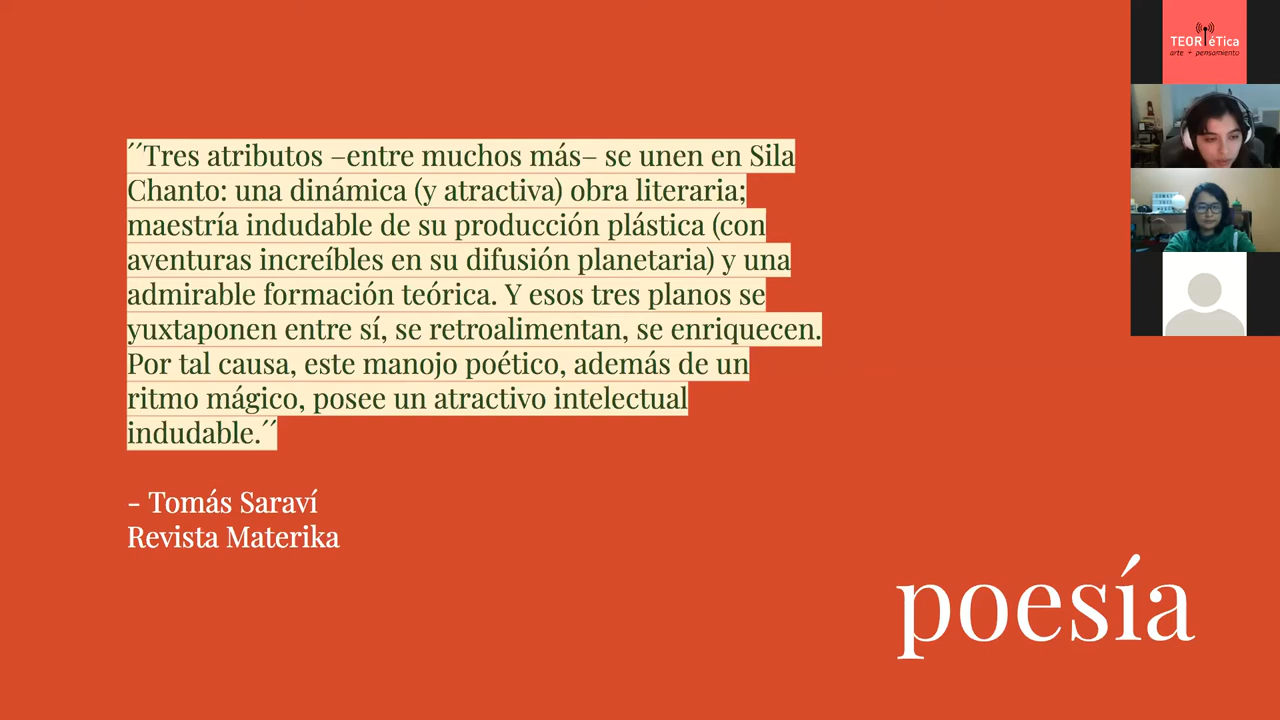 ´´Tres atributos –entre muchos más– se unen en Sila
Chanto: una dinámica (y atractiva) obra literaria;
maestría indudable de su producción plástica (con
aventuras increíbles en su difusión planetaria) y una
admirable formación teórica. Y esos tres planos se
yuxtaponen entre sí, se retroalimentan, se enriquecen.
Por tal causa, este manojo poético, además de un
ritmo mágico, posee un atractivo intelectual
indudable.´´
- Tomás Saraví
Revista Materika
poesía
TEORéTica
arte + pensamiento